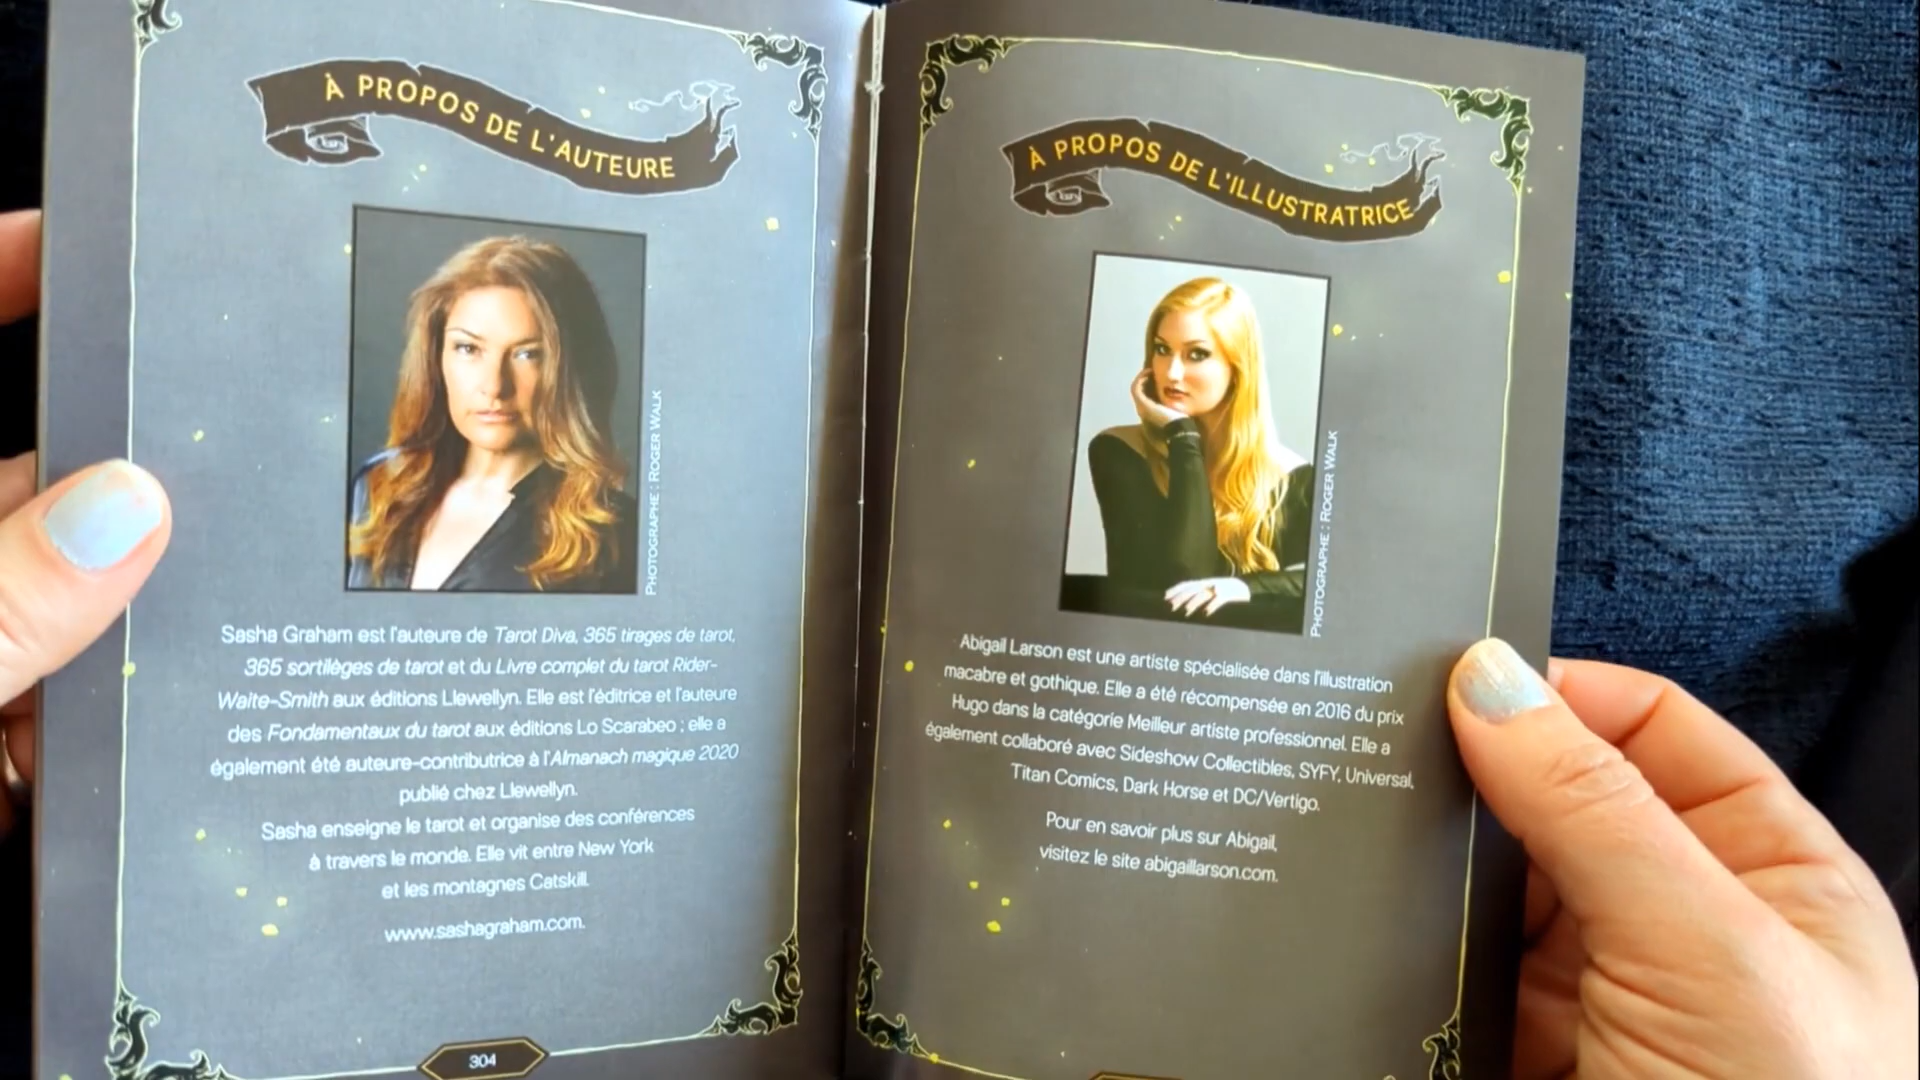 À PROPOS DE L'AUTEURE
PHOTOGRAPHE : ROGER WALK
Sasha Graham est l'auteure de Tarot Diva, 365 tirages de tarot,
365 sortilèges de tarot et du Livre complet du tarot Rider-
Waite-Smith aux éditions Llewellyn. Elle est l'éditrice et l'auteure
des Fondamentaux du tarot aux éditions Lo Scarabeo ; elle a
également été auteure-contributrice à l'Almanach magique 2020
publié chez Llewellyn.
Sasha enseigne le tarot et organise des conférences
à travers le monde. Elle vit entre New York
et les montagnes Catskill.
www.sashagraham.com.
304
À PROPOS DE L'ILLUSTRATRICE
PHOTOGRAPHE : ROGER WALK
Abigail Larson est une artiste spécialisée dans l'illustration
macabre et gothique. Elle a été récompensée en 2016 du prix
Hugo dans la catégorie Meilleur artiste professionnel. Elle a
également collaboré avec Sideshow Collectibles, SYFY, Universal,
Titan Comics, Dark Horse et DC/Vertigo.
Pour en savoir plus sur Abigail,
visitez le site abigaillarson.com.